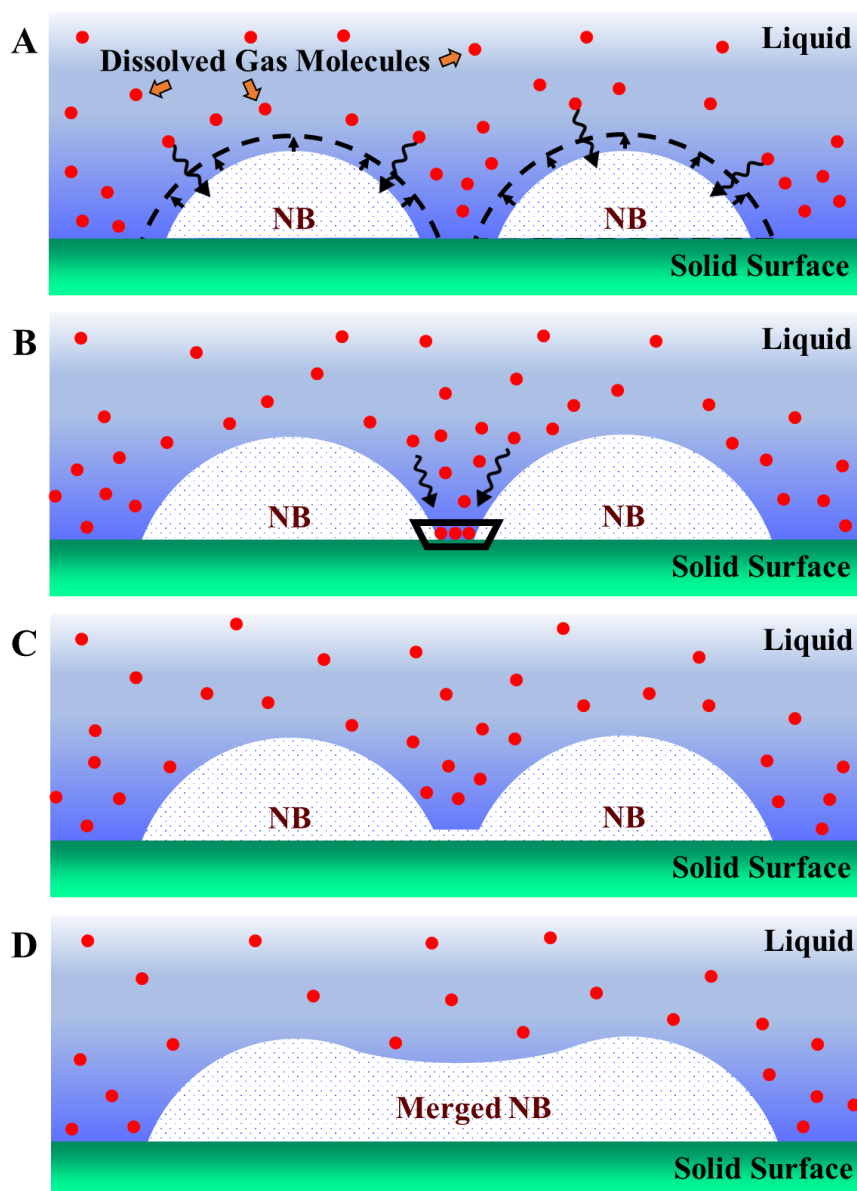 A
Liquid
Dissolved Gas Molecules
NB
NB
Solid Surface
B
Liquid
NB
NB
Solid Surface
C
Liquid
NB
NB
Solid Surface
D
Liquid
Merged NB
Solid Surface